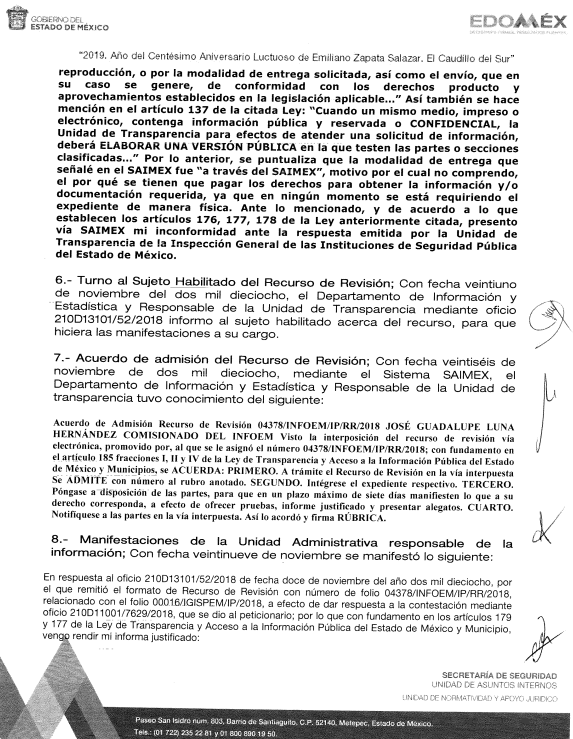 GOBIERNO DEL
ESTADO DE MÉXICO
EDOMÉX
"2019. Año del Centésimo Aniversario Luctuoso de Emiliano Zapata Salazar. El Caudillo del Sur"
reproducción, o por la modalidad de entrega solicitada, así como el envío, que en
su caso se genere, de conformidad con los derechos producto y
aprovechamientos establecidos en la legislación aplicable..." Así también se hace
mención en el artículo 137 de la citada Ley: "Cuando un mismo medio, impreso o
electrónico, contenga información pública y reservada o CONFIDENCIAL, la
Unidad de Transparencia para efectos de atender una solicitud de información,
deberá ELABORAR UNA VERSIÓN PÚBLICA en la que testen las partes o secciones
clasificadas..." Por lo anterior, se puntualiza que la modalidad de entrega que
señalé en el SAIMEX fue "a través del SAIMEX", motivo por el cual no comprendo,
el por qué se tienen que pagar los derechos para obtener la información y/o
documentación requerida, ya que en ningún momento se está requiriendo el
expediente de manera física. Ante lo mencionado, y de acuerdo a lo que
establecen los artículos 176, 177, 178 de la Ley anteriormente citada, presento
vía SAIMEX mi inconformidad ante la respuesta emitida por la Unidad de
Transparencia de la Inspección General de las Instituciones de Seguridad Pública
del Estado de México.
6.- Turno al Sujeto Habilitado del Recurso de Revisión; Con fecha veintiuno
de noviembre del dos mil dieciocho, el Departamento de Información y
Estadística y Responsable de la Unidad de Transparencia mediante oficio
210D13101/52/2018 informo al sujeto habilitado acerca del recurso, para que
hiciera las manifestaciones a su cargo.
7.- Acuerdo de admisión del Recurso de Revisión; Con fecha veintiséis de
noviembre de dos mil dieciocho, mediante el Sistema SAIMEX, el
Departamento de Información y Estadística y Responsable de la Unidad de
transparencia tuvo conocimiento del siguiente:
Acuerdo de Admisión Recurso de Revisión 04378/INFOEM/IP/RR/2018 JOSÉ GUADALUPE LUNA
HERNÁNDEZ COMISIONADO DEL INFOEM Visto la interposición del recurso de revisión vía
electrónica, promovido por, al que se le asignó el número 04378/INFOEM/IP/RR/2018; con fundamento en
el artículo 185 fracciones I, II y IV de la Ley de Transparencia y Acceso a la Información Pública del Estado
de México y Municipios, se ACUERDA: PRIMERO. A trámite el Recurso de Revisión en la vía interpuesta
Se ADMITE con número al rubro anotado. SEGUNDO. Intégrese el expediente respectivo. TERCERO.
Póngase a disposición de las partes, para que en un plazo máximo de siete días manifiesten lo que a su
derecho corresponda, a efecto de ofrecer pruebas, informe justificado y presentar alegatos. CUARTO.
Notifíquese a las partes en la vía interpuesta. Así lo acordó y firma RÚBRICA.
8.- Manifestaciones de la Unidad Administrativa responsable de la
información; Con fecha veintinueve de noviembre se manifestó lo siguiente:
En respuesta al oficio 210D13101/52/2018 de fecha doce de noviembre del año dos mil dieciocho, por
el que remitió el formato de Recurso de Revisión con número de folio 04378/INFOEM/IP/RR/2018,
relacionado con el folio 00016/IGISPEM/IP/2018, a efecto de dar respuesta a la contestación mediante
oficio 210D11001/7629/2018, que se dio al peticionario; por lo que con fundamento en los artículos 179
y 177 de la Ley de Transparencia y Acceso a la Información Pública del Estado de México y Municipio,
vengo rendir mi informa justificado:
SECRETARÍA DE SEGURIDAD
UNIDAD DE ASUNTOS INTERNOS
UNIDAD DE NORMATIVIDAD Y APOYO JURÍDICO
Paseo San Isidro núm. 803, Barrio de Santiaguito, C.P. 52140, Metepec, Estado de México.
Tels.: (01 722) 235 22 81 y 01 800 890 19 50.